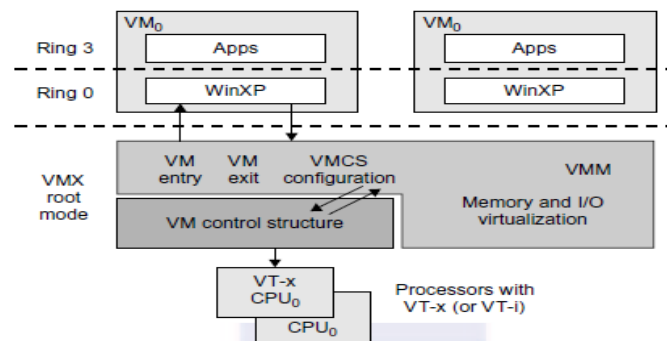 VM0
VM0
Ring 3
Apps
Apps
Ring 0
WinXP
WinXP
VMX
root
mode
VM
entry
VM
exit
VMCS
configuration
VMM
Memory and I/O
virtualization
VM control structure
VT-x
CPU0
CPU0
Processors with
VT-x (or VT-i)